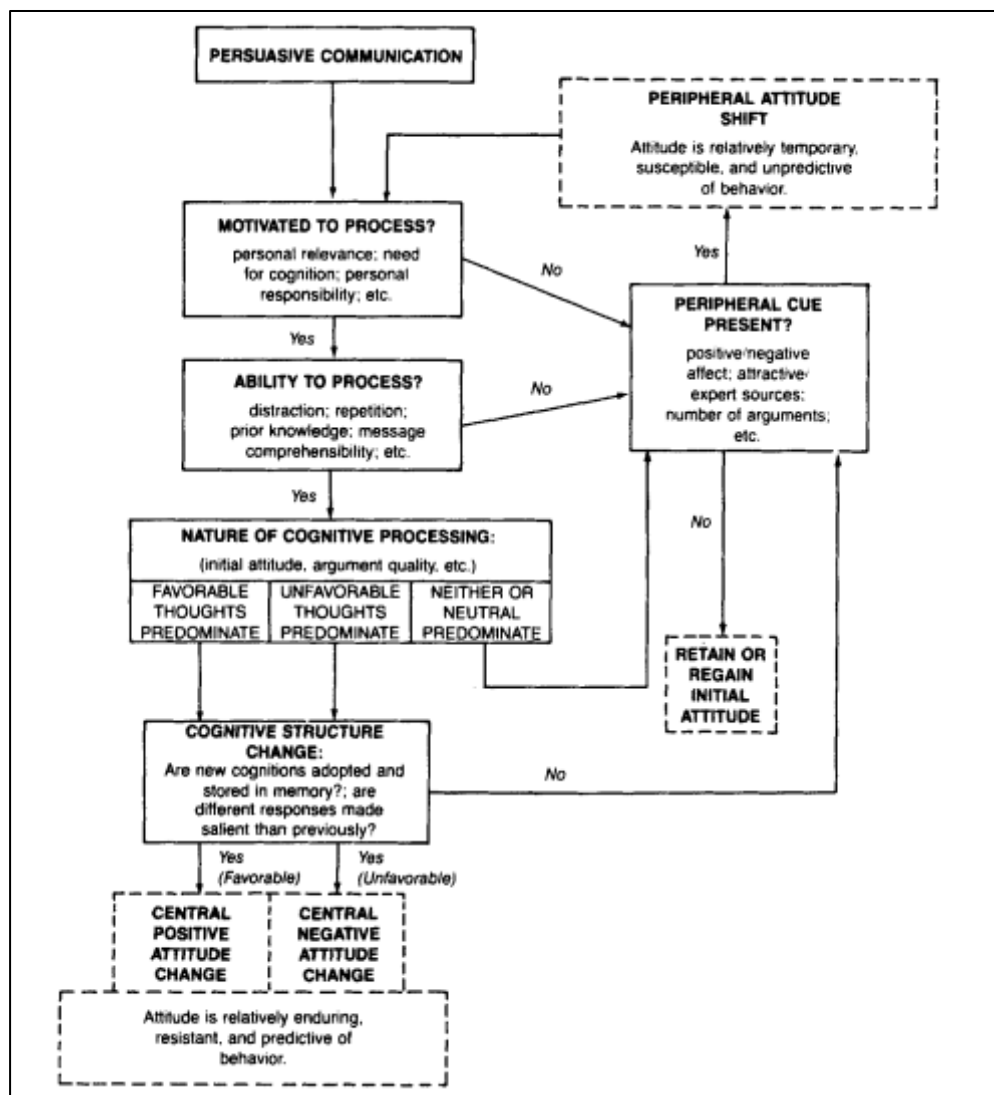 PERSUASIVE COMMUNICATION
PERIPHERAL ATTITUDE
SHIFT
Attitude is relatively temporary,
susceptible, and unpredictive
of behavior.
MOTIVATED TO PROCESS?
personal relevance; need
for cognition; personal
responsibility; etc.
No
Yes
PERIPHERAL CUE
PRESENT?
positive/negative
affect; attractive/
expert sources;
number of arguments;
etc.
Yes
ABILITY TO PROCESS?
distraction; repetition;
prior knowledge; message
comprehensibility; etc.
No
Yes
No
NATURE OF COGNITIVE PROCESSING:
(initial attitude, argument quality, etc.)
FAVORABLE
THOUGHTS
PREDOMINATE
UNFAVORABLE
THOUGHTS
PREDOMINATE
NEITHER OR
NEUTRAL
PREDOMINATE
RETAIN OR
REGAIN
INITIAL
ATTITUDE
COGNITIVE STRUCTURE
CHANGE:
Are new cognitions adopted and
stored in memory?; are
different responses made
salient than previously?
No
Yes
(Favorable)
Yes
(Unfavorable)
CENTRAL
POSITIVE
ATTITUDE
CHANGE
CENTRAL
NEGATIVE
ATTITUDE
CHANGE
Attitude is relatively enduring,
resistant, and predictive of
behavior.